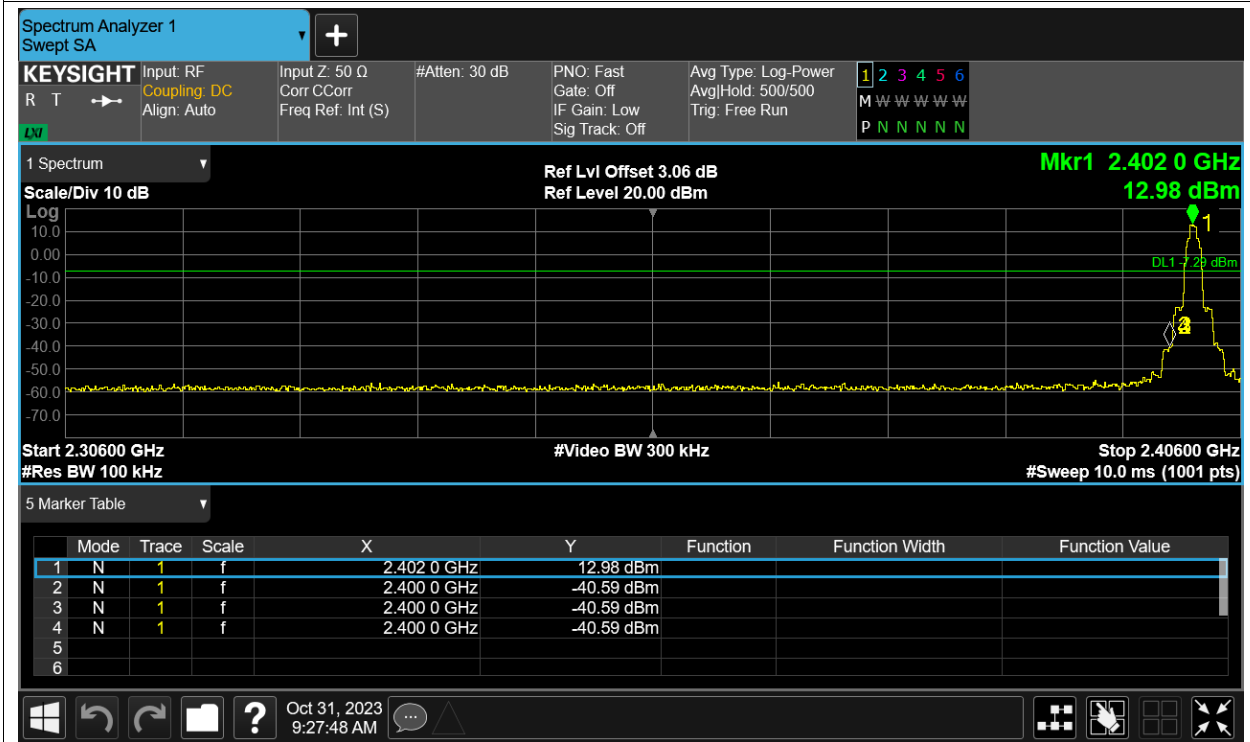 Spectrum Analyzer 1
Swept SA
+
KEYSIGHT
R T
LXI
Input: RF
Coupling: DC
Align: Auto
Input Z: 50 Ω
Corr CCorr
Freq Ref: Int (S)
#Atten: 30 dB
PNO: Fast
Gate: Off
IF Gain: Low
Sig Track: Off
Avg Type: Log-Power
Avg|Hold: 500/500
Trig: Free Run
1 2 3 4 5 6
M W W W W W
P N N N N N
1 Spectrum
Scale/Div 10 dB
Ref Lvl Offset 3.06 dB
Ref Level 20.00 dBm
Mkr1 2.402 0 GHz
12.98 dBm
Log
10.0
0.00
-10.0
-20.0
-30.0
-40.0
-50.0
-60.0
-70.0
1
DL1 -7.29 dBm
Start 2.30600 GHz
#Res BW 100 kHz
#Video BW 300 kHz
Stop 2.40600 GHz
#Sweep 10.0 ms (1001 pts)
5 Marker Table
Mode Trace Scale X Y Function Function Width Function Value
1 N 1 f 2.402 0 GHz 12.98 dBm
2 N 1 f 2.400 0 GHz -40.59 dBm
3 N 1 f 2.400 0 GHz -40.59 dBm
4 N 1 f 2.400 0 GHz -40.59 dBm
5
6
?
Oct 31, 2023
9:27:48 AM